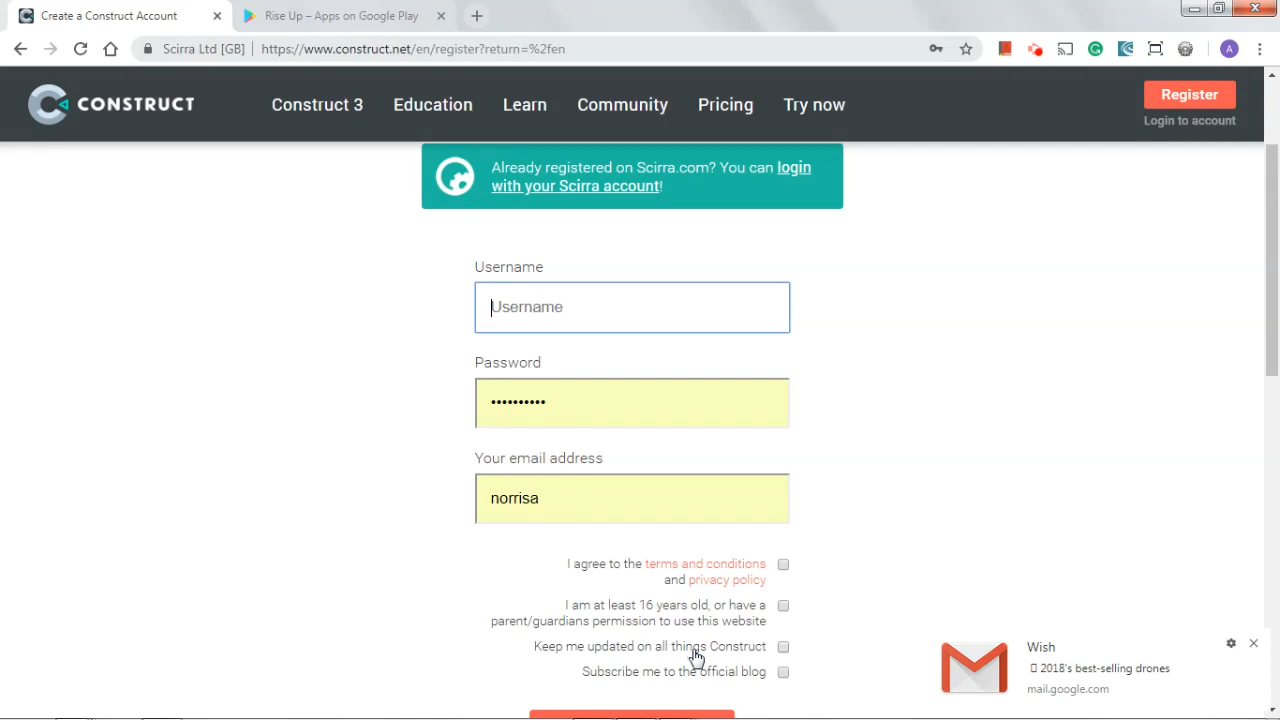 Create a Construct Account
Rise Up – Apps on Google Play
Scirra Ltd [GB] https://www.construct.net/en/register?return=%2fen
A
CONSTRUCT
Construct 3 Education Learn Community Pricing Try now
Register
Login to account
Already registered on Scirra.com? You can login
with your Scirra account!
Username
Username
Password
••••••••••
Your email address
norrisa
I agree to the terms and conditions
and privacy policy
I am at least 16 years old, or have a
parent/guardians permission to use this website
Keep me updated on all things Construct
Subscribe me to the official blog
Wish
2018's best-selling drones
mail.google.com